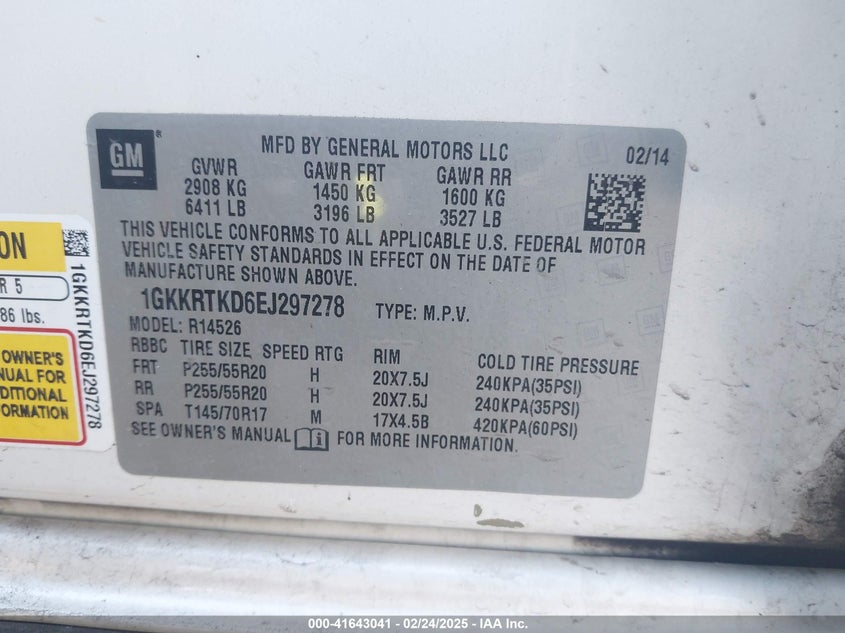 GM®
MFD BY GENERAL MOTORS LLC 02/14
GVWR GAWR FRT GAWR RR
2908 KG 1450 KG 1600 KG
6411 LB 3196 LB 3527 LB
THIS VEHICLE CONFORMS TO ALL APPLICABLE U.S. FEDERAL MOTOR
VEHICLE SAFETY STANDARDS IN EFFECT ON THE DATE OF
MANUFACTURE SHOWN ABOVE.
1GKKRTKD6EJ297278 TYPE: M.P.V.
MODEL: R14526
RBBC TIRE SIZE SPEED RTG RIM COLD TIRE PRESSURE
FRT P255/55R20 H 20X7.5J 240KPA(35PSI)
RR P255/55R20 H 20X7.5J 240KPA(35PSI)
SPA T145/70R17 M 17X4.5B 420KPA(60PSI)
SEE OWNER'S MANUAL FOR MORE INFORMATION.
ON
R 5
86 lbs.
OWNER'S
NUAL FOR
DITIONAL
ORMATION
1GKKRTKD6EJ297278
000-41643041 - 02/24/2025 - IAA Inc.